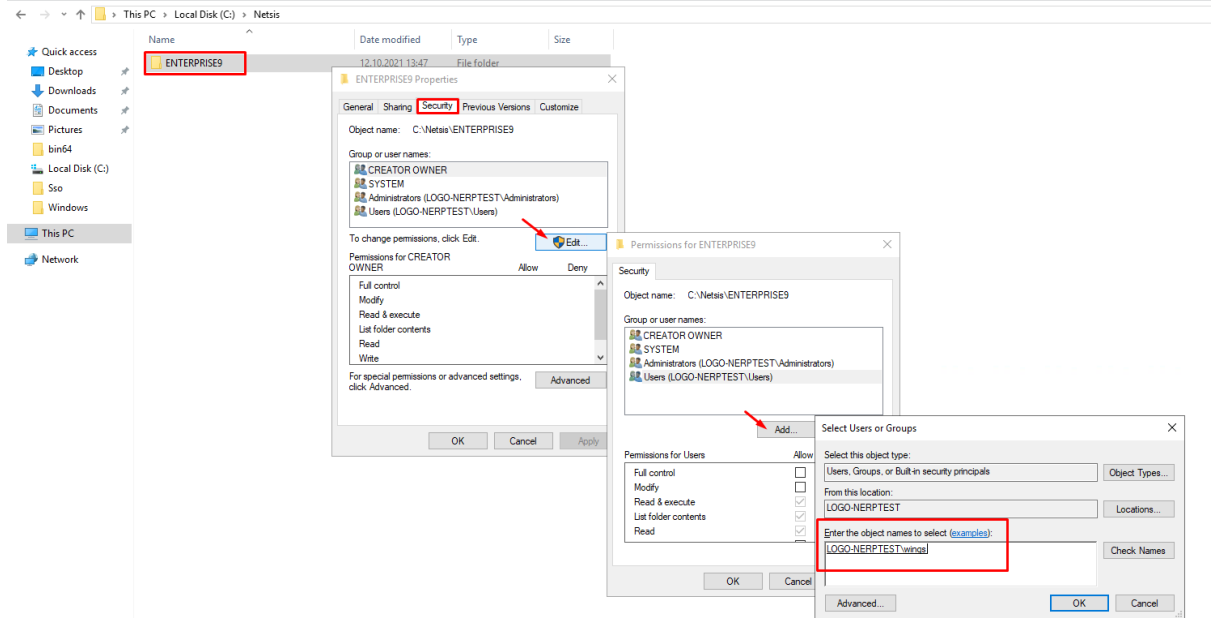 This PC > Local Disk (C:) > Netsis
Name Date modified Type Size
Quick access
Desktop
Downloads
Documents
Pictures
bin64
Local Disk (C:)
Sso
Windows
This PC
Network
ENTERPRISE9 12.10.2021 13:47 File folder
ENTERPRISE9 Properties
General Sharing Security Previous Versions Customize
Object name: C:\Netsis\ENTERPRISE9
Group or user names:
CREATOR OWNER
SYSTEM
Administrators (LOGO-NERPTEST\Administrators)
Users (LOGO-NERPTEST\Users)
To change permissions, click Edit.
Edit...
Permissions for CREATOR
OWNER Allow Deny
Full control
Modify
Read & execute
List folder contents
Read
Write
For special permissions or advanced settings,
click Advanced.
Advanced
OK Cancel Apply
Permissions for ENTERPRISE9
Security
Object name: C:\Netsis\ENTERPRISE9
Group or user names:
CREATOR OWNER
SYSTEM
Administrators (LOGO-NERPTEST\Administrators)
Users (LOGO-NERPTEST\Users)
Add...
Permissions for Users Allow
Full control
Modify
Read & execute
List folder contents
Read
OK Cancel
Select Users or Groups
Select this object type:
Users, Groups, or Built-in security principals
Object Types...
From this location:
LOGO-NERPTEST
Locations...
Enter the object names to select (examples):
LOGO-NERPTEST\wings
Check Names
Advanced...
OK Cancel